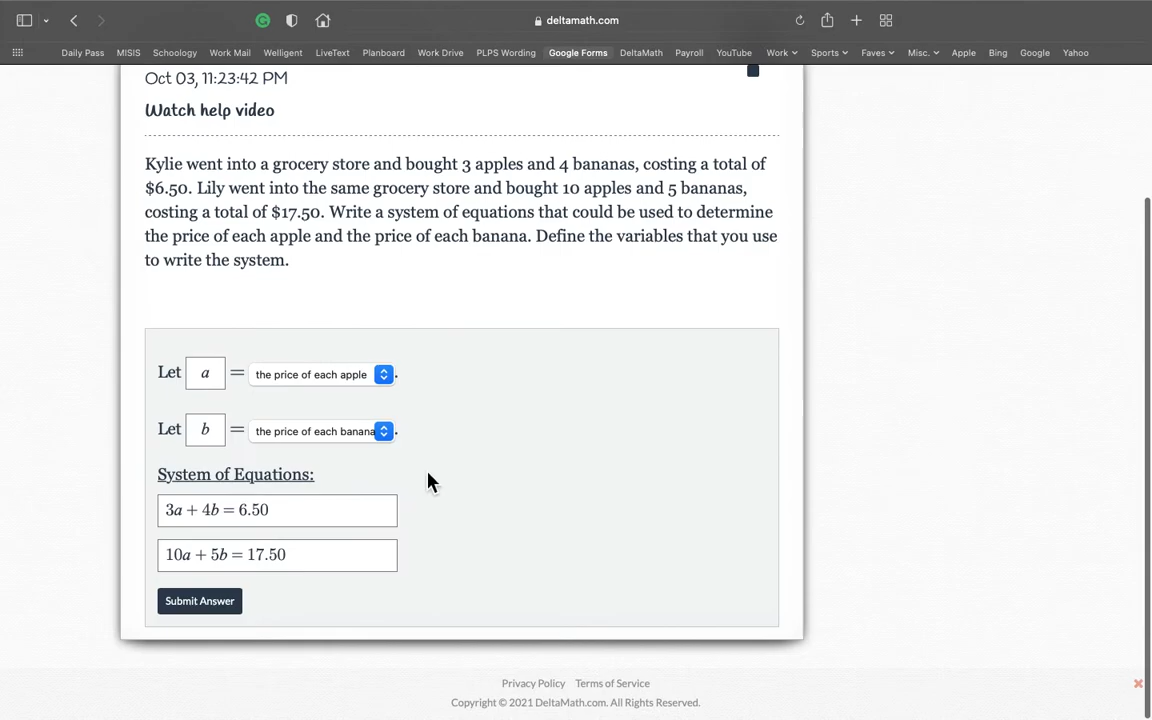 deltamath.com
Daily Pass MISIS Schoology Work Mail Welligent LiveText Planboard Work Drive PLPS Wording Google Forms DeltaMath Payroll YouTube Work Sports Faves Misc. Apple Bing Google Yahoo
Oct 03, 11:23:42 PM
Watch help video
Kylie went into a grocery store and bought 3 apples and 4 bananas, costing a total of
$6.50. Lily went into the same grocery store and bought 10 apples and 5 bananas,
costing a total of $17.50. Write a system of equations that could be used to determine
the price of each apple and the price of each banana. Define the variables that you use
to write the system.
Let a = the price of each apple .
Let b = the price of each banana .
System of Equations:
3a + 4b = 6.50
10a + 5b = 17.50
Submit Answer
Privacy Policy Terms of Service
Copyright © 2021 DeltaMath.com. All Rights Reserved.